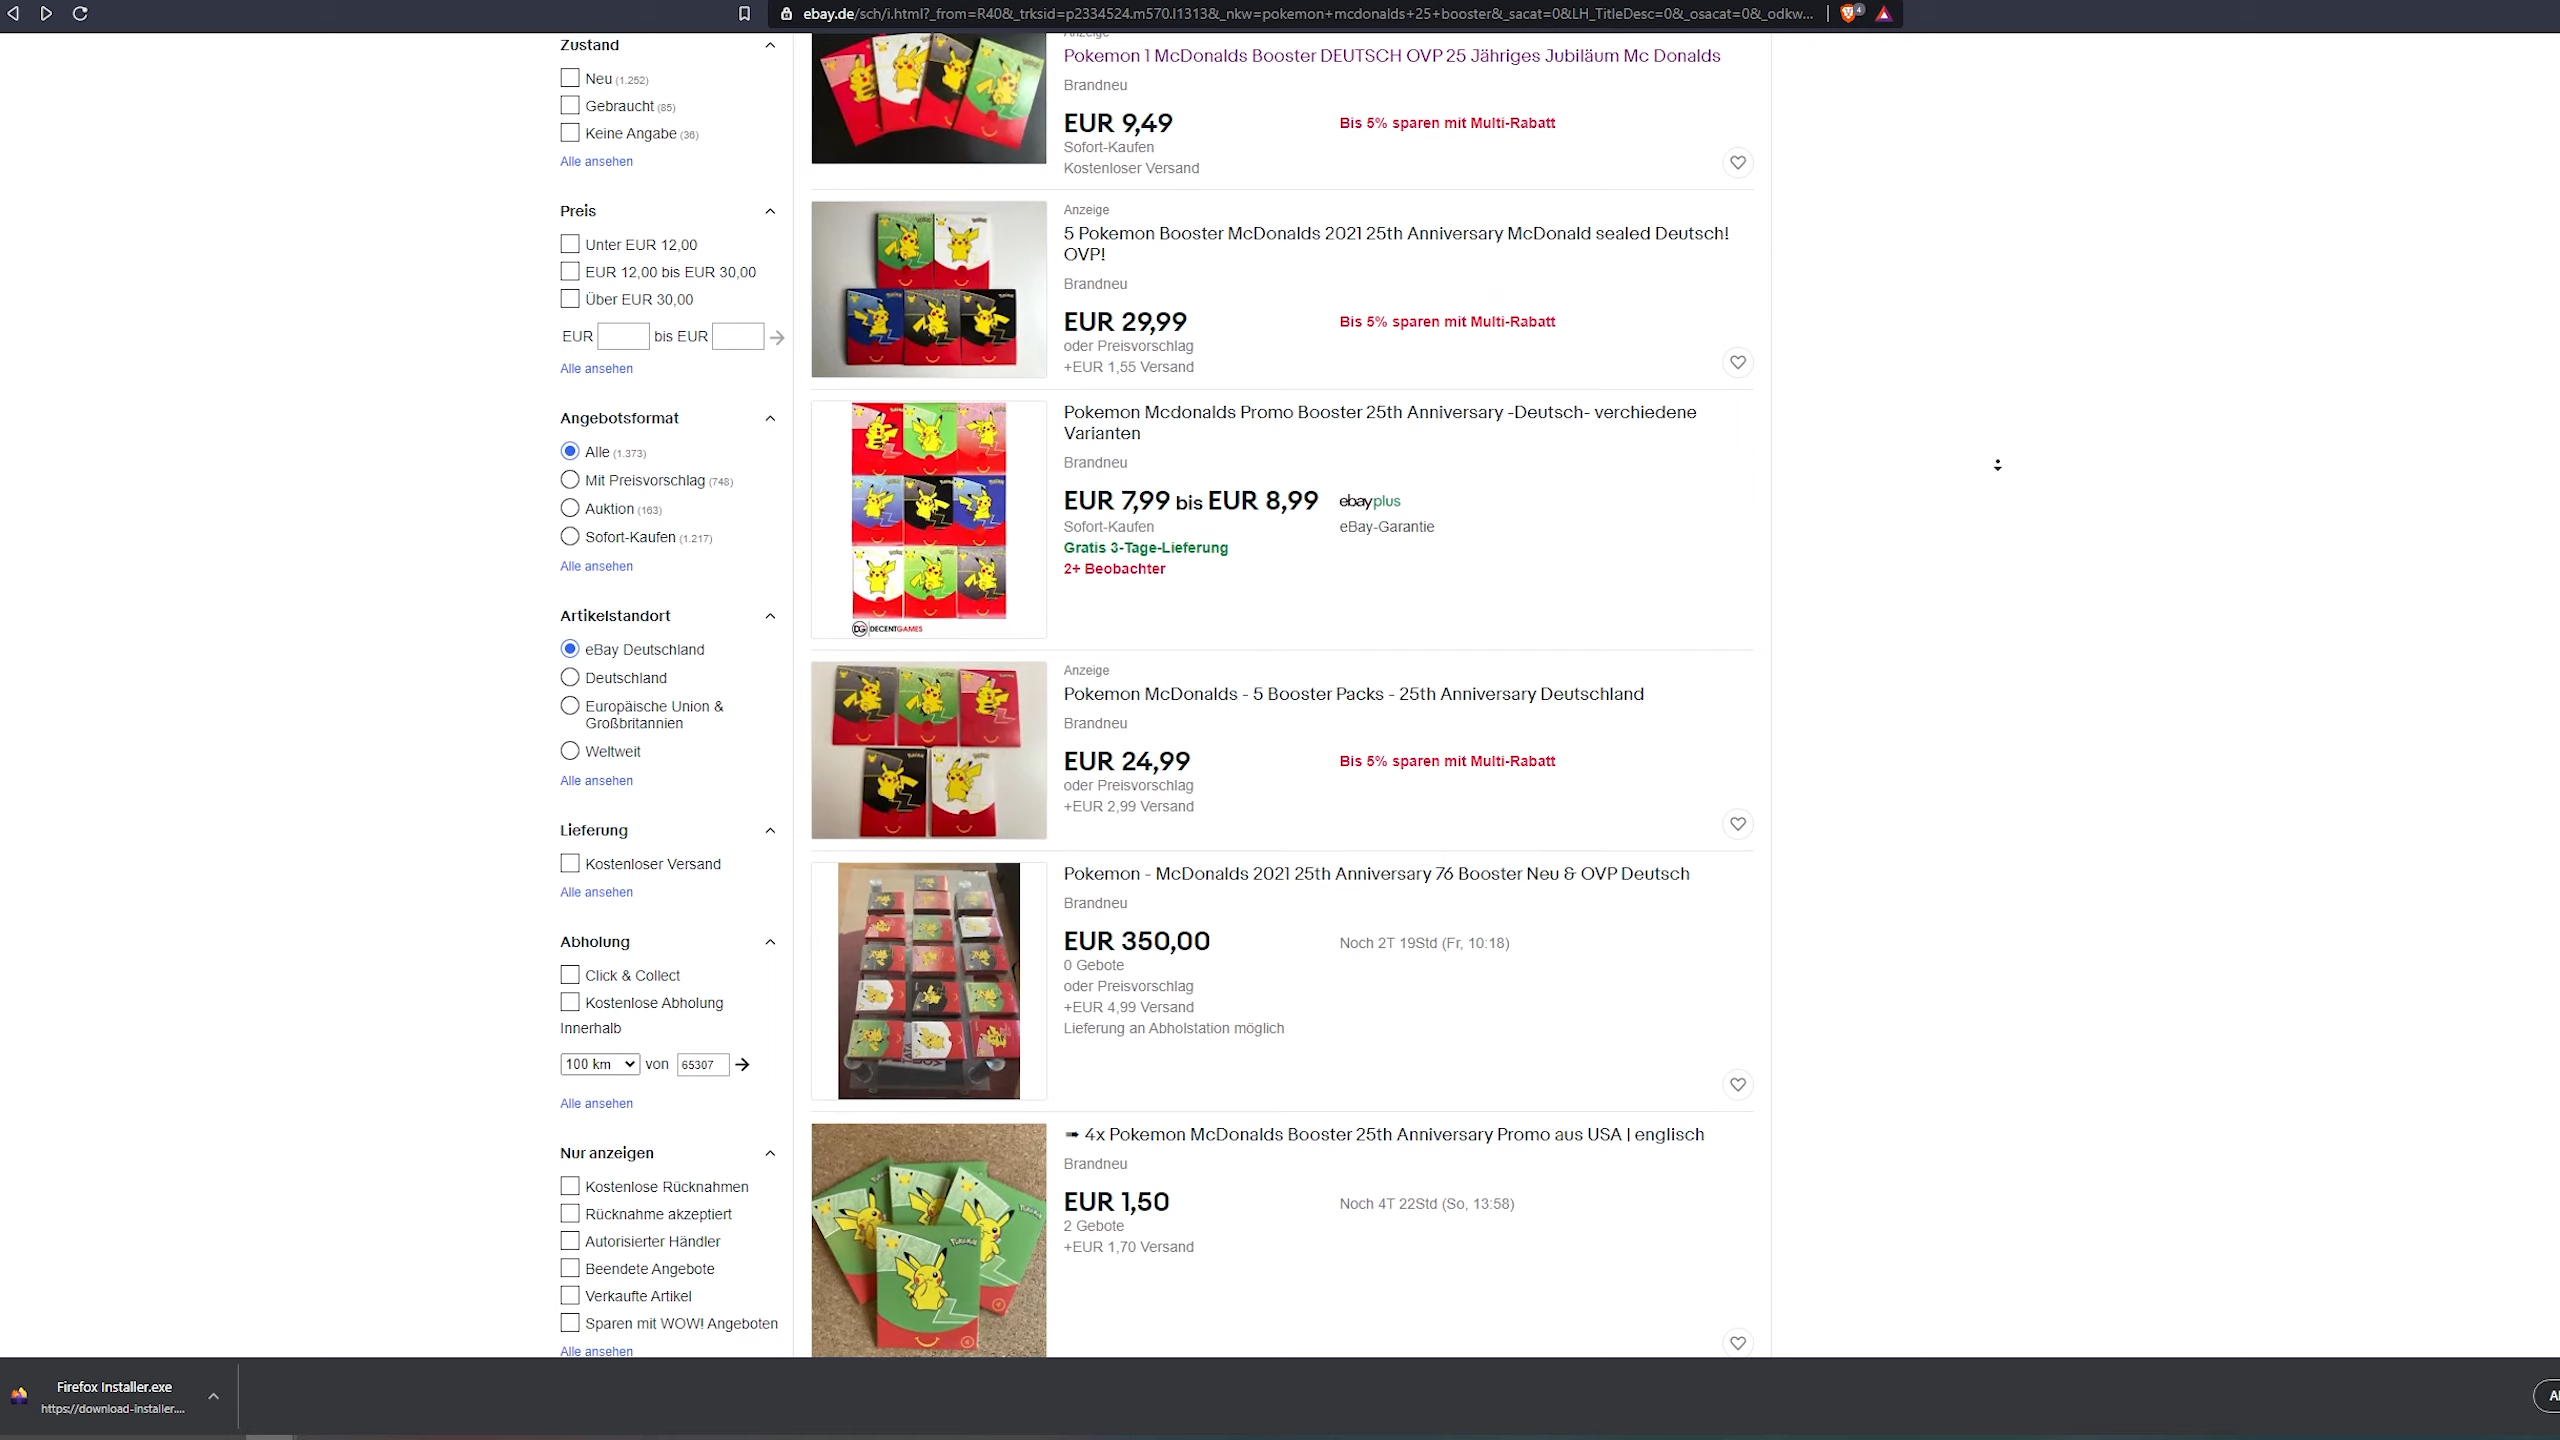 ebay.de/sch/i.html?_from=R40&_trksid=p2334524.m570.l1313&_nkw=pokemon+mcdonalds+25+booster&_sacat=0&LH_TitleDesc=0&_osacat=0&_odkw...
4
Zustand
Neu (1.252)
Gebraucht (85)
Keine Angabe (36)
Alle ansehen
Preis
Unter EUR 12,00
EUR 12,00 bis EUR 30,00
Über EUR 30,00
EUR bis EUR
Alle ansehen
Angebotsformat
Alle (1.373)
Mit Preisvorschlag (748)
Auktion (163)
Sofort-Kaufen (1.217)
Alle ansehen
Artikelstandort
eBay Deutschland
Deutschland
Europäische Union &
Großbritannien
Weltweit
Alle ansehen
Lieferung
Kostenloser Versand
Alle ansehen
Abholung
Click & Collect
Kostenlose Abholung
Innerhalb
100 km von 65307
Alle ansehen
Nur anzeigen
Kostenlose Rücknahmen
Rücknahme akzeptiert
Autorisierter Händler
Beendete Angebote
Verkaufte Artikel
Sparen mit WOW! Angeboten
Alle ansehen
Anzeige
Pokemon 1 McDonalds Booster DEUTSCH OVP 25 Jähriges Jubiläum Mc Donalds
Brandneu
EUR 9,49
Bis 5% sparen mit Multi-Rabatt
Sofort-Kaufen
Kostenloser Versand
Anzeige
5 Pokemon Booster McDonalds 2021 25th Anniversary McDonald sealed Deutsch!
OVP!
Brandneu
EUR 29,99
Bis 5% sparen mit Multi-Rabatt
oder Preisvorschlag
+EUR 1,55 Versand
DG DECENTGAMES
Pokemon Mcdonalds Promo Booster 25th Anniversary -Deutsch- verchiedene
Varianten
Brandneu
EUR 7,99 bis EUR 8,99
ebayplus
Sofort-Kaufen
eBay-Garantie
Gratis 3-Tage-Lieferung
2+ Beobachter
Anzeige
Pokemon McDonalds - 5 Booster Packs - 25th Anniversary Deutschland
Brandneu
EUR 24,99
Bis 5% sparen mit Multi-Rabatt
oder Preisvorschlag
+EUR 2,99 Versand
Pokemon - McDonalds 2021 25th Anniversary 76 Booster Neu & OVP Deutsch
Brandneu
EUR 350,00
Noch 2T 19Std (Fr, 10:18)
0 Gebote
oder Preisvorschlag
+EUR 4,99 Versand
Lieferung an Abholstation möglich
➠ 4x Pokemon McDonalds Booster 25th Anniversary Promo aus USA | englisch
Brandneu
EUR 1,50
Noch 4T 22Std (So, 13:58)
2 Gebote
+EUR 1,70 Versand
Firefox Installer.exe
https://download-installer....